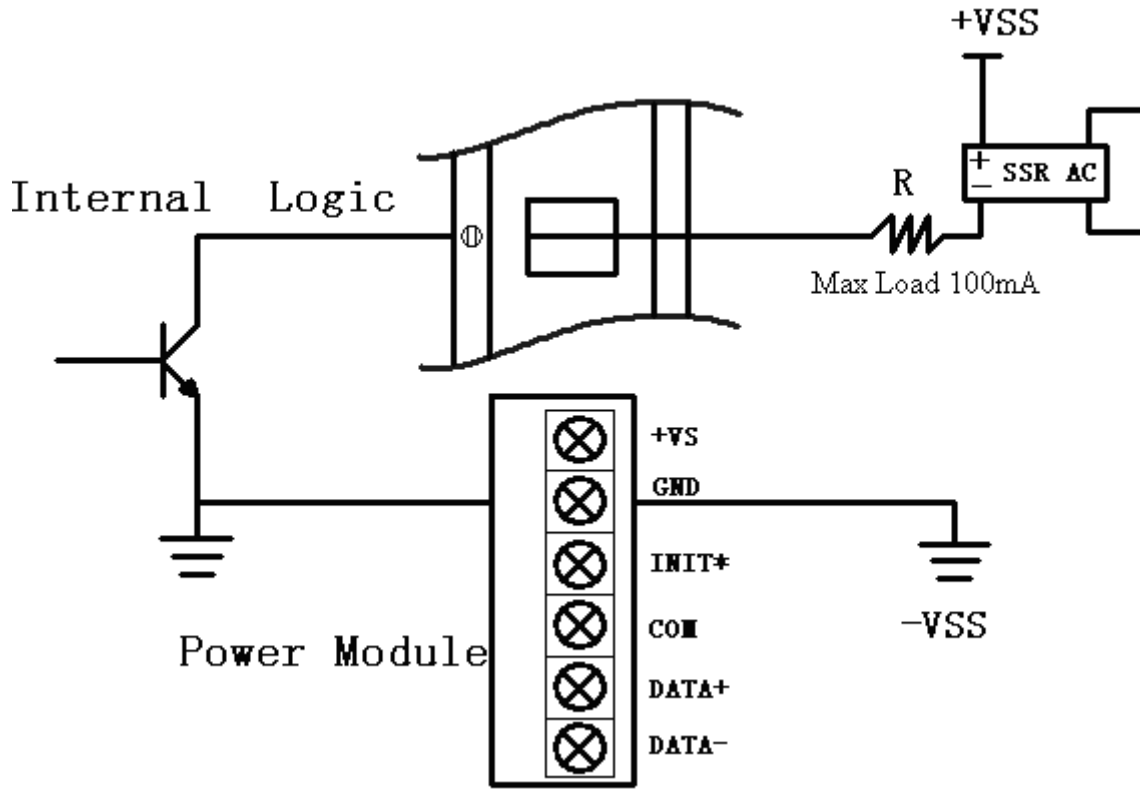 +VSS
Internal Logic
R
+
−
SSR AC
Max Load 100mA
+VS
GND
INIT*
COM
DATA+
DATA-
-VSS
Power Module